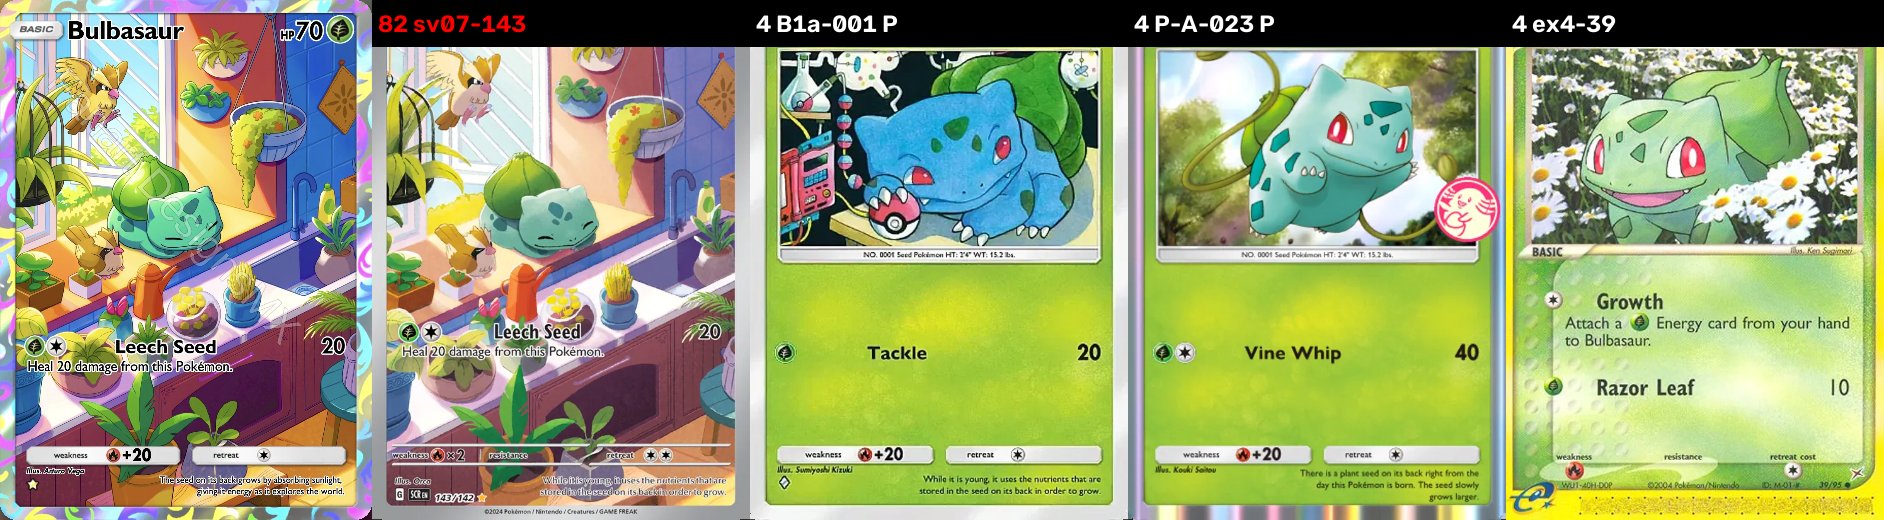 BASIC Bulbasaur HP 70
Leech Seed 20
Heal 20 damage from this Pokémon.
weakness +20 retreat
Illus. Arturo Vega
The seed on its back grows by absorbing sunlight,
giving it energy as it explores the world.
82 sv07-143
Leech Seed 20
Heal 20 damage from this Pokémon.
weakness ×2 resistance retreat
Illus. Orca
While it is young, it uses the nutrients that are
stored in the seed on its back in order to grow.
G SCR EN 143/142
©2024 Pokémon / Nintendo / Creatures / GAME FREAK
4 B1a-001 P
NO. 0001 Seed Pokémon HT: 2'4" WT: 15.2 lbs.
Tackle 20
weakness +20 retreat
Illus. Sumiyoshi Kizuki
While it is young, it uses the nutrients that are
stored in the seed on its back in order to grow.
4 P-A-023 P
NO. 0001 Seed Pokémon HT: 2'4" WT: 15.2 lbs.
Vine Whip 40
weakness +20 retreat
Illus. Kouki Saitou
There is a plant seed on its back right from the
day this Pokémon is born. The seed slowly
grows larger.
4 ex4-39
BASIC
Illus. Ken Sugimori
Growth
Attach a Energy card from your hand
to Bulbasaur.
Razor Leaf 10
weakness resistance retreat cost
©2004 Pokémon/Nintendo
39/95